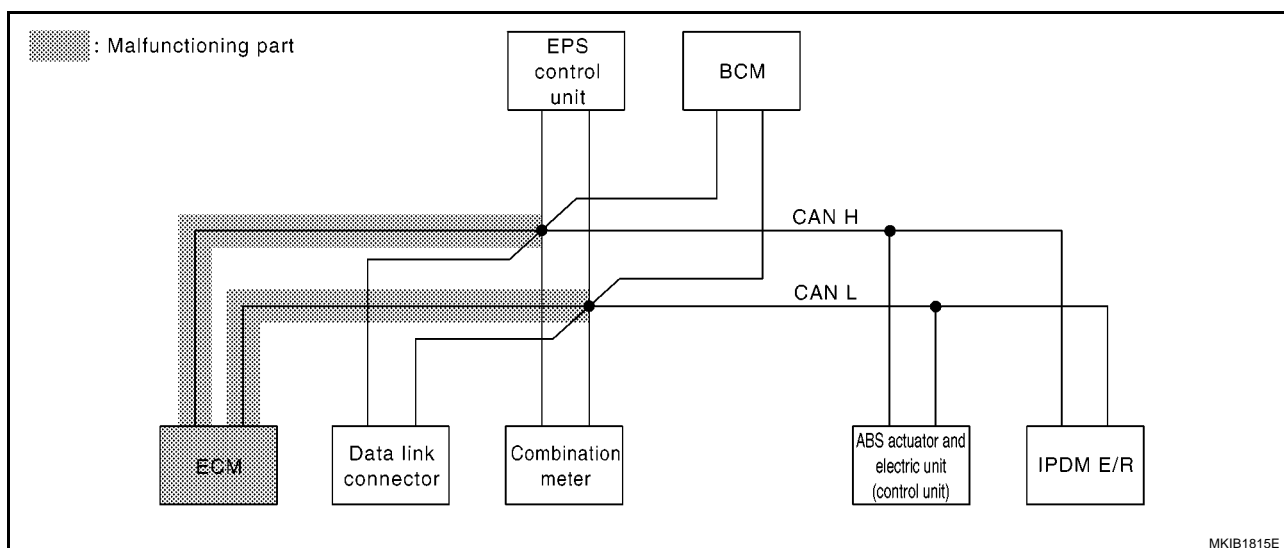 : Malfunctioning part
EPS
control
unit
BCM
CAN H
CAN L
ECM
Data link
connector
Combination
meter
ABS actuator and
electric unit
(control unit)
IPDM E/R
MKIB1815E